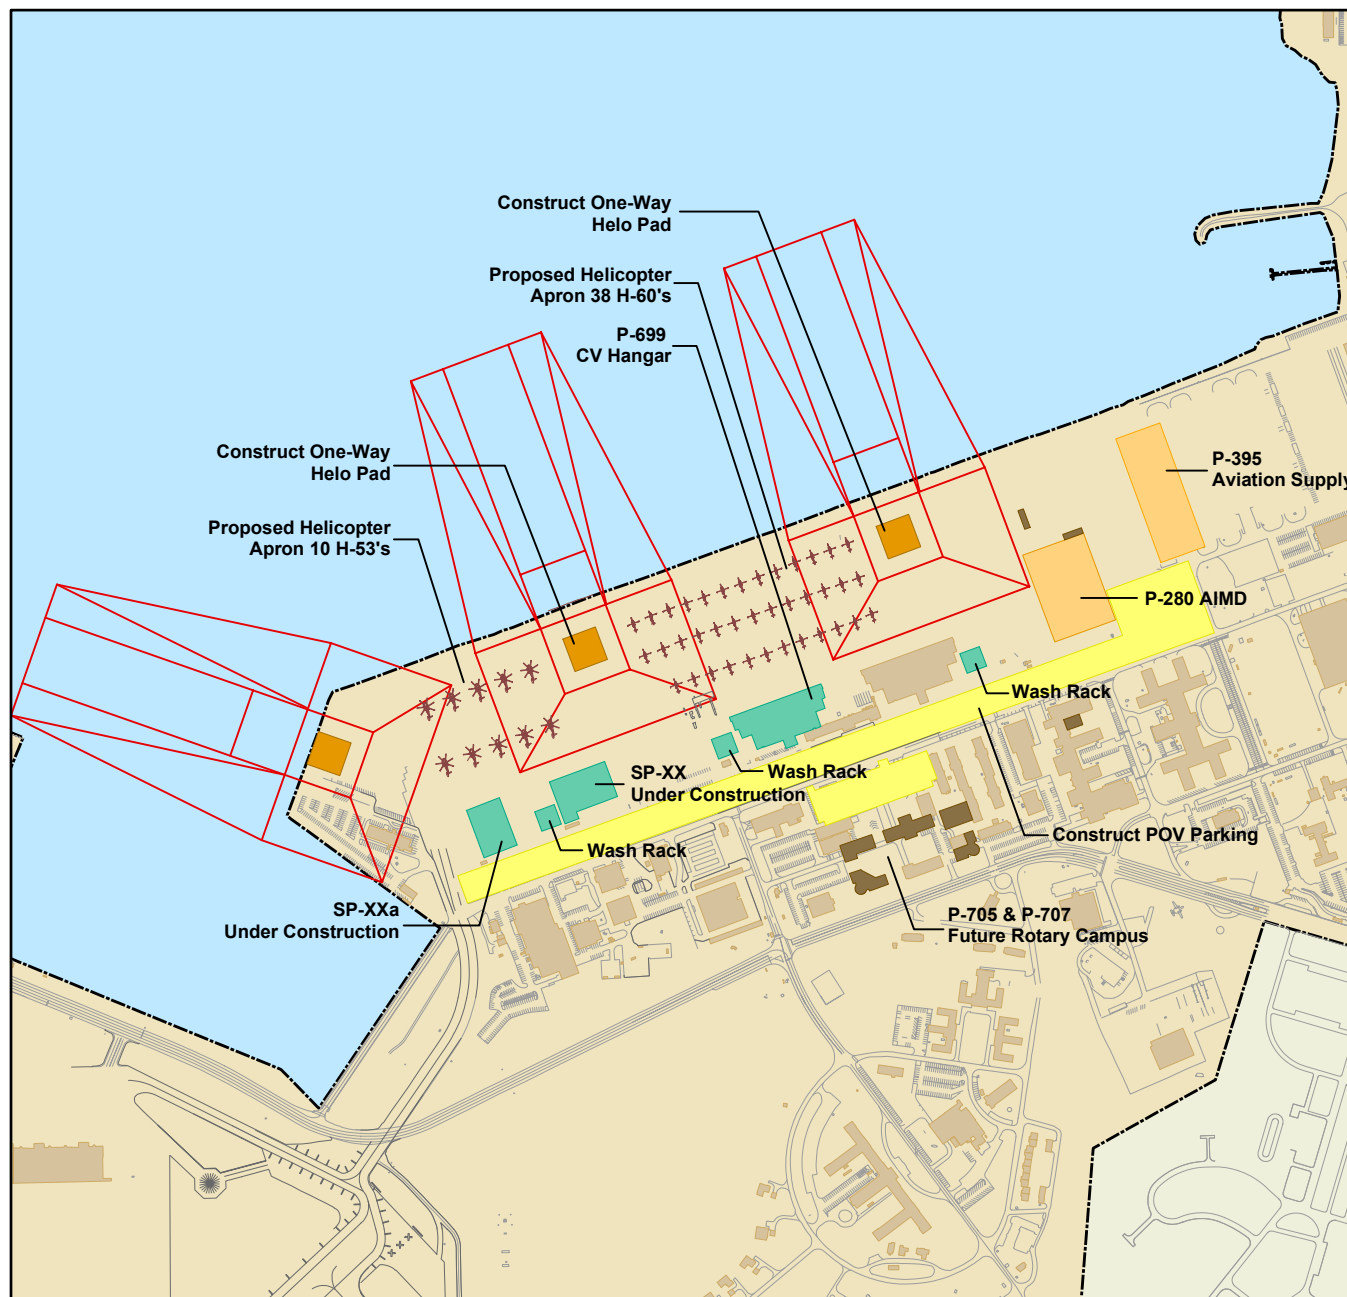 Construct One-Way
Helo Pad
Proposed Helicopter
Apron 38 H-60's
P-699
CV Hangar
Construct One-Way
Helo Pad
Proposed Helicopter
Apron 10 H-53's
P-395
Aviation Supply
P-280 AIMD
Wash Rack
Wash Rack
SP-XX
Under Construction
Wash Rack
Construct POV Parking
SP-XXa
Under Construction
P-705 & P-707
Future Rotary Campus